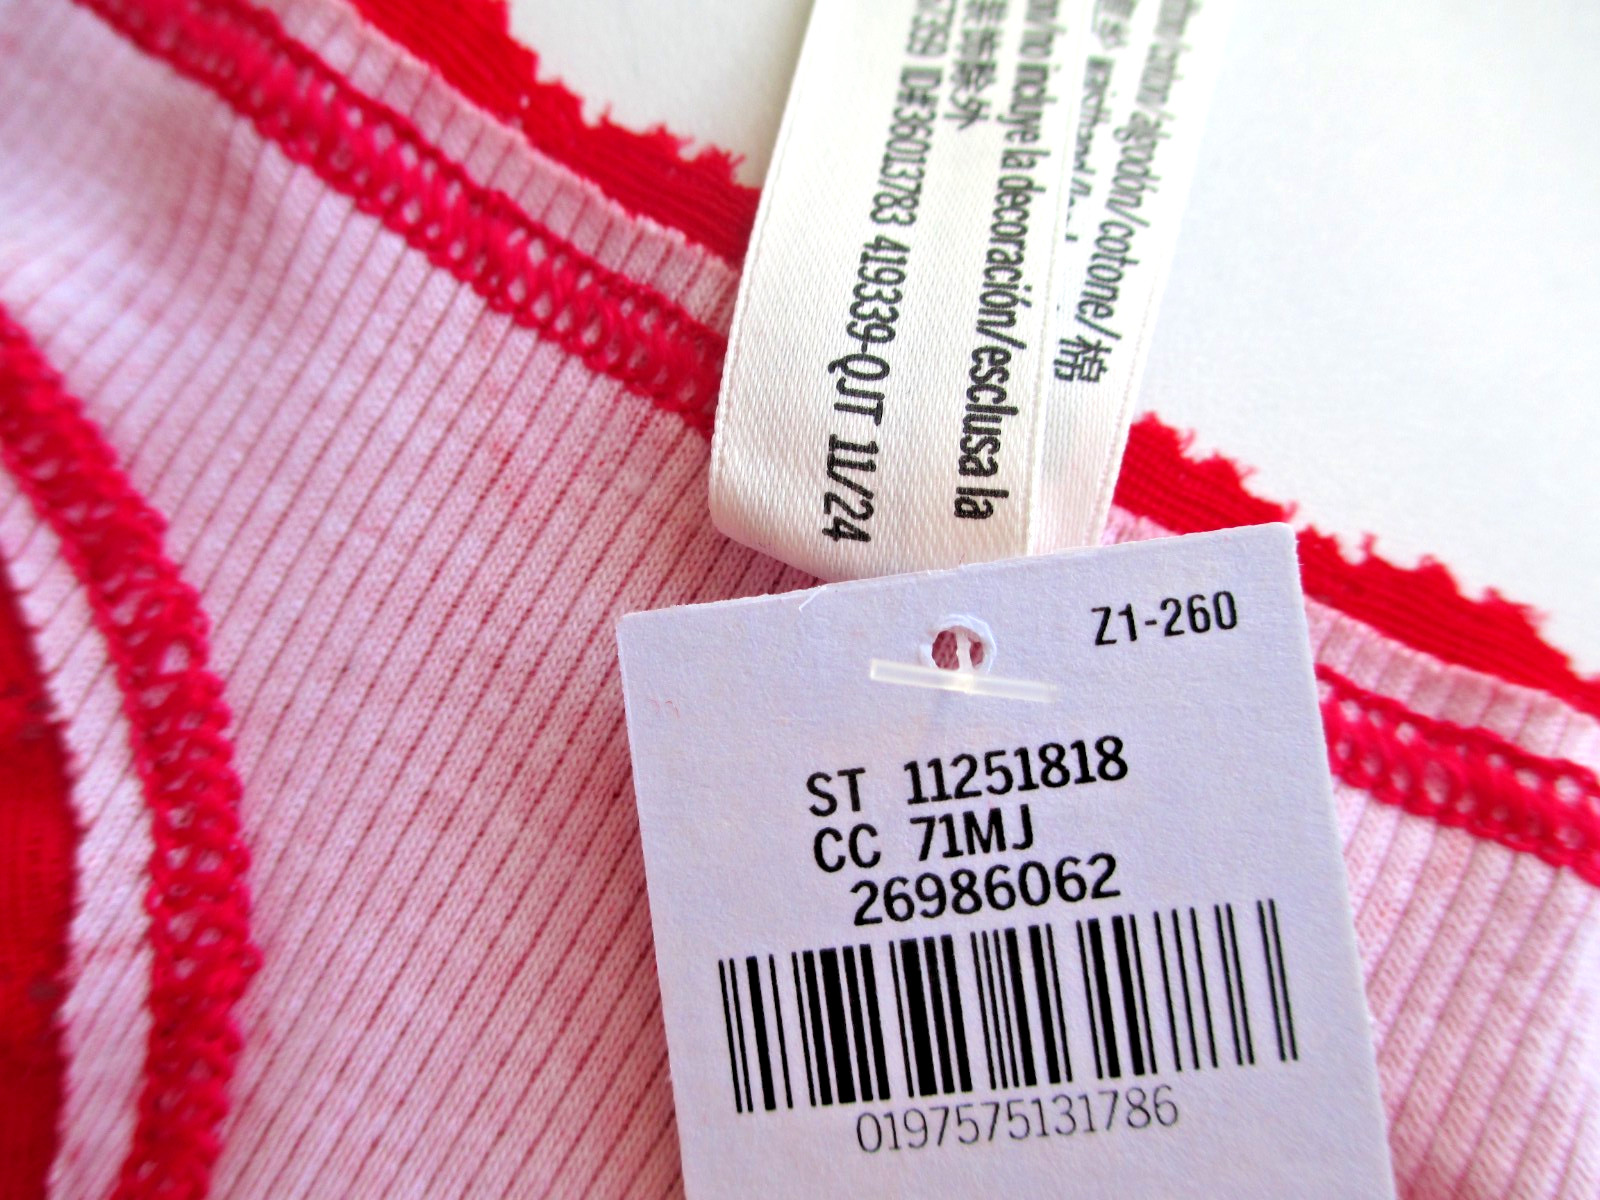 algodón/cotone/棉
no incluye la decoración/esclusa la
D#36013783 419339-QJT 11/24
Z1-260
ST 11251818
CC 71MJ
26986062
0197575131786